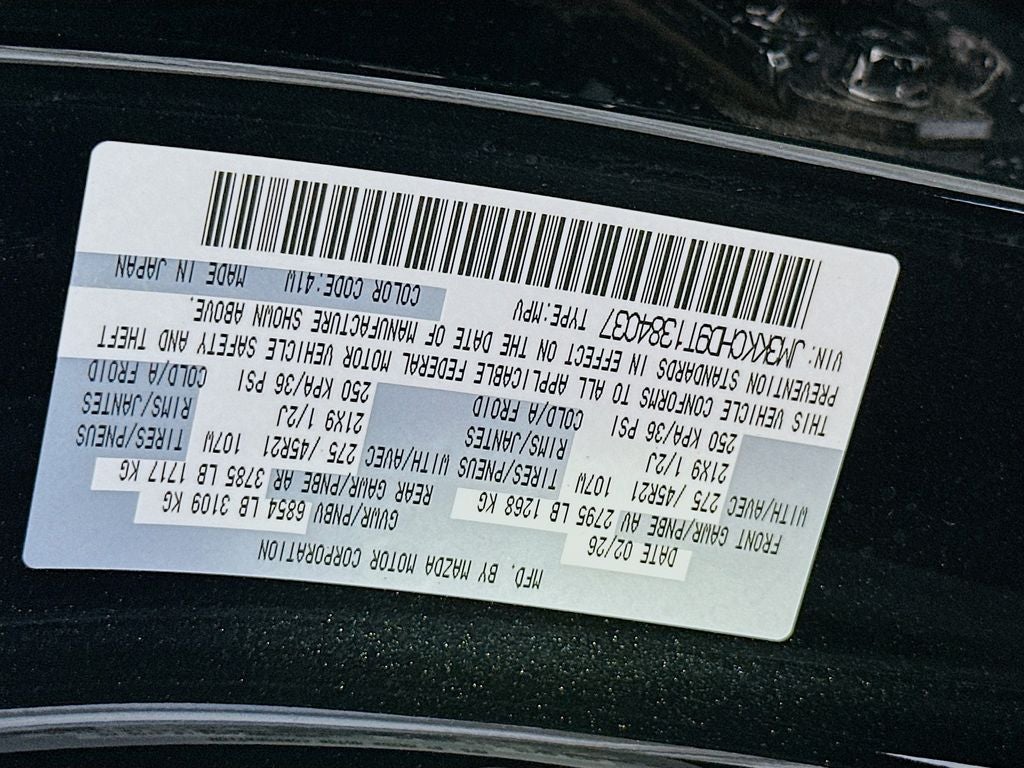 MFD. BY MAZDA MOTOR CORPORATION
DATE 02/26 GVWR/PNBV 6854 LB 3109 KG
FRONT GAWR/PNBE AV 2795 LB 1268 KG REAR GAWR/PNBE AR 3785 LB 1717 KG
WITH/AVEC 275 /45R21 107W TIRES/PNEUS WITH/AVEC 275 /45R21 107W TIRES/PNEUS
21X9 1/2J RIMS/JANTES 21X9 1/2J RIMS/JANTES
250 KPA/36 PSI COLD/A FROID 250 KPA/36 PSI COLD/A FROID
THIS VEHICLE CONFORMS TO ALL APPLICABLE FEDERAL MOTOR VEHICLE SAFETY AND THEFT
PREVENTION STANDARDS IN EFFECT ON THE DATE OF MANUFACTURE SHOWN ABOVE.
VIN: JM3KKCHD9T1384037 TYPE:MPV COLOR CODE:41W MADE IN JAPAN